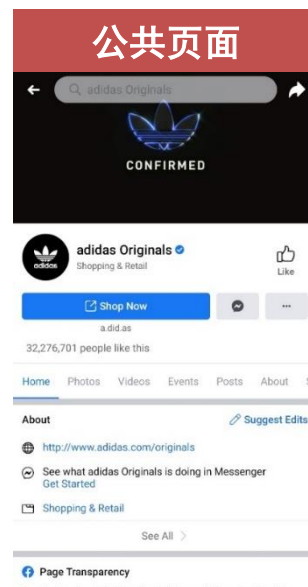 公共页面
adidas Originals
CONFIRMED
adidas
adidas Originals
Shopping & Retail
Like
Shop Now
a.did.as
32,276,701 people like this
Home Photos Videos Events Posts About
About
Suggest Edits
http://www.adidas.com/originals
See what adidas Originals is doing in Messenger
Get Started
Shopping & Retail
See All
Page Transparency